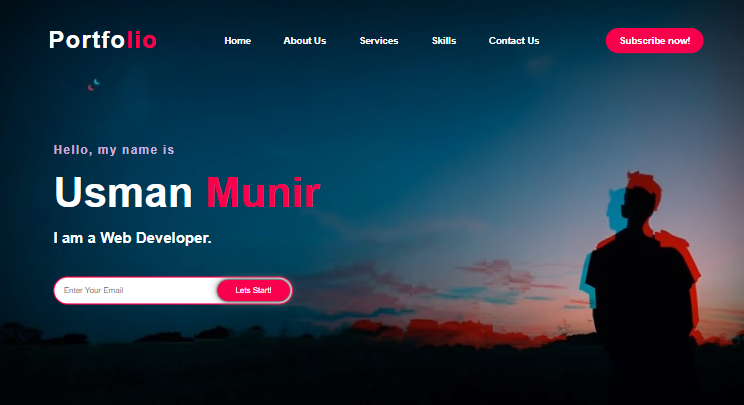 Portfolio
Home About Us Services Skills Contact Us
Subscribe now!
Hello, my name is
Usman Munir
I am a Web Developer.
Enter Your Email
Lets Start!